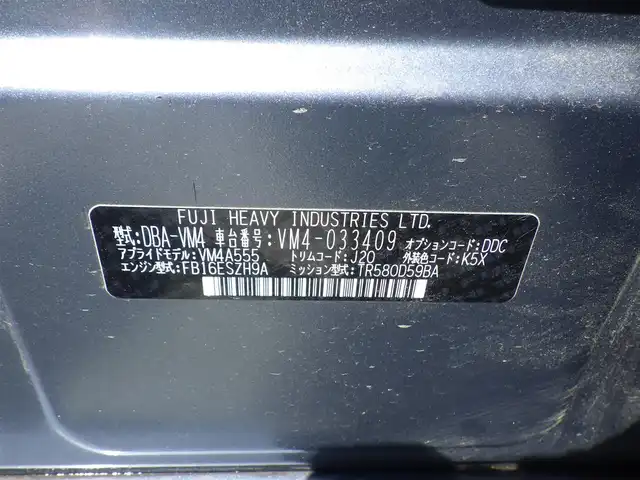 FUJI HEAVY INDUSTRIES LTD.
型式:DBA-VM4 車台番号:VM4-033409 オプションコード:DDC
アプライドモデル:VM4A555 トリムコード:J20 外装色コード:K5X
エンジン型式:FB16ESZH9A ミッション型式:TR580D59BA